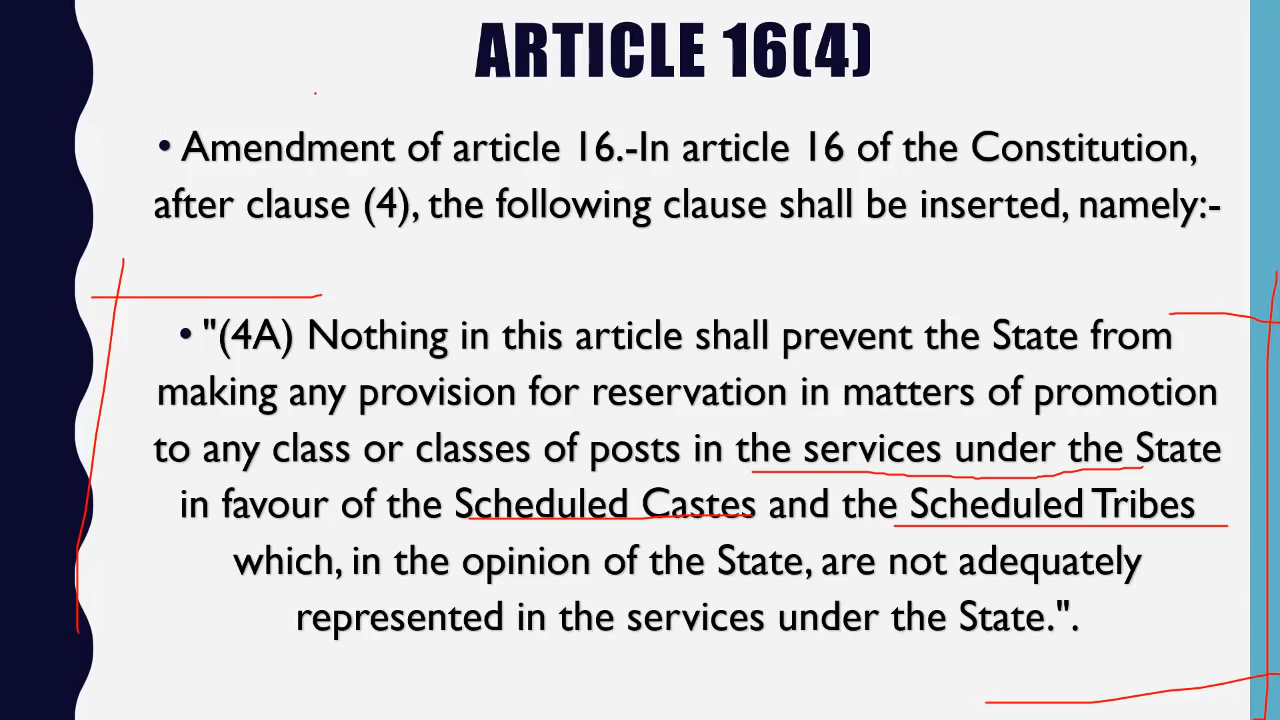 ARTICLE 16(4)
• Amendment of article 16.-In article 16 of the Constitution,
after clause (4), the following clause shall be inserted, namely:-
• "(4A) Nothing in this article shall prevent the State from
making any provision for reservation in matters of promotion
to any class or classes of posts in the services under the State
in favour of the Scheduled Castes and the Scheduled Tribes
which, in the opinion of the State, are not adequately
represented in the services under the State.".